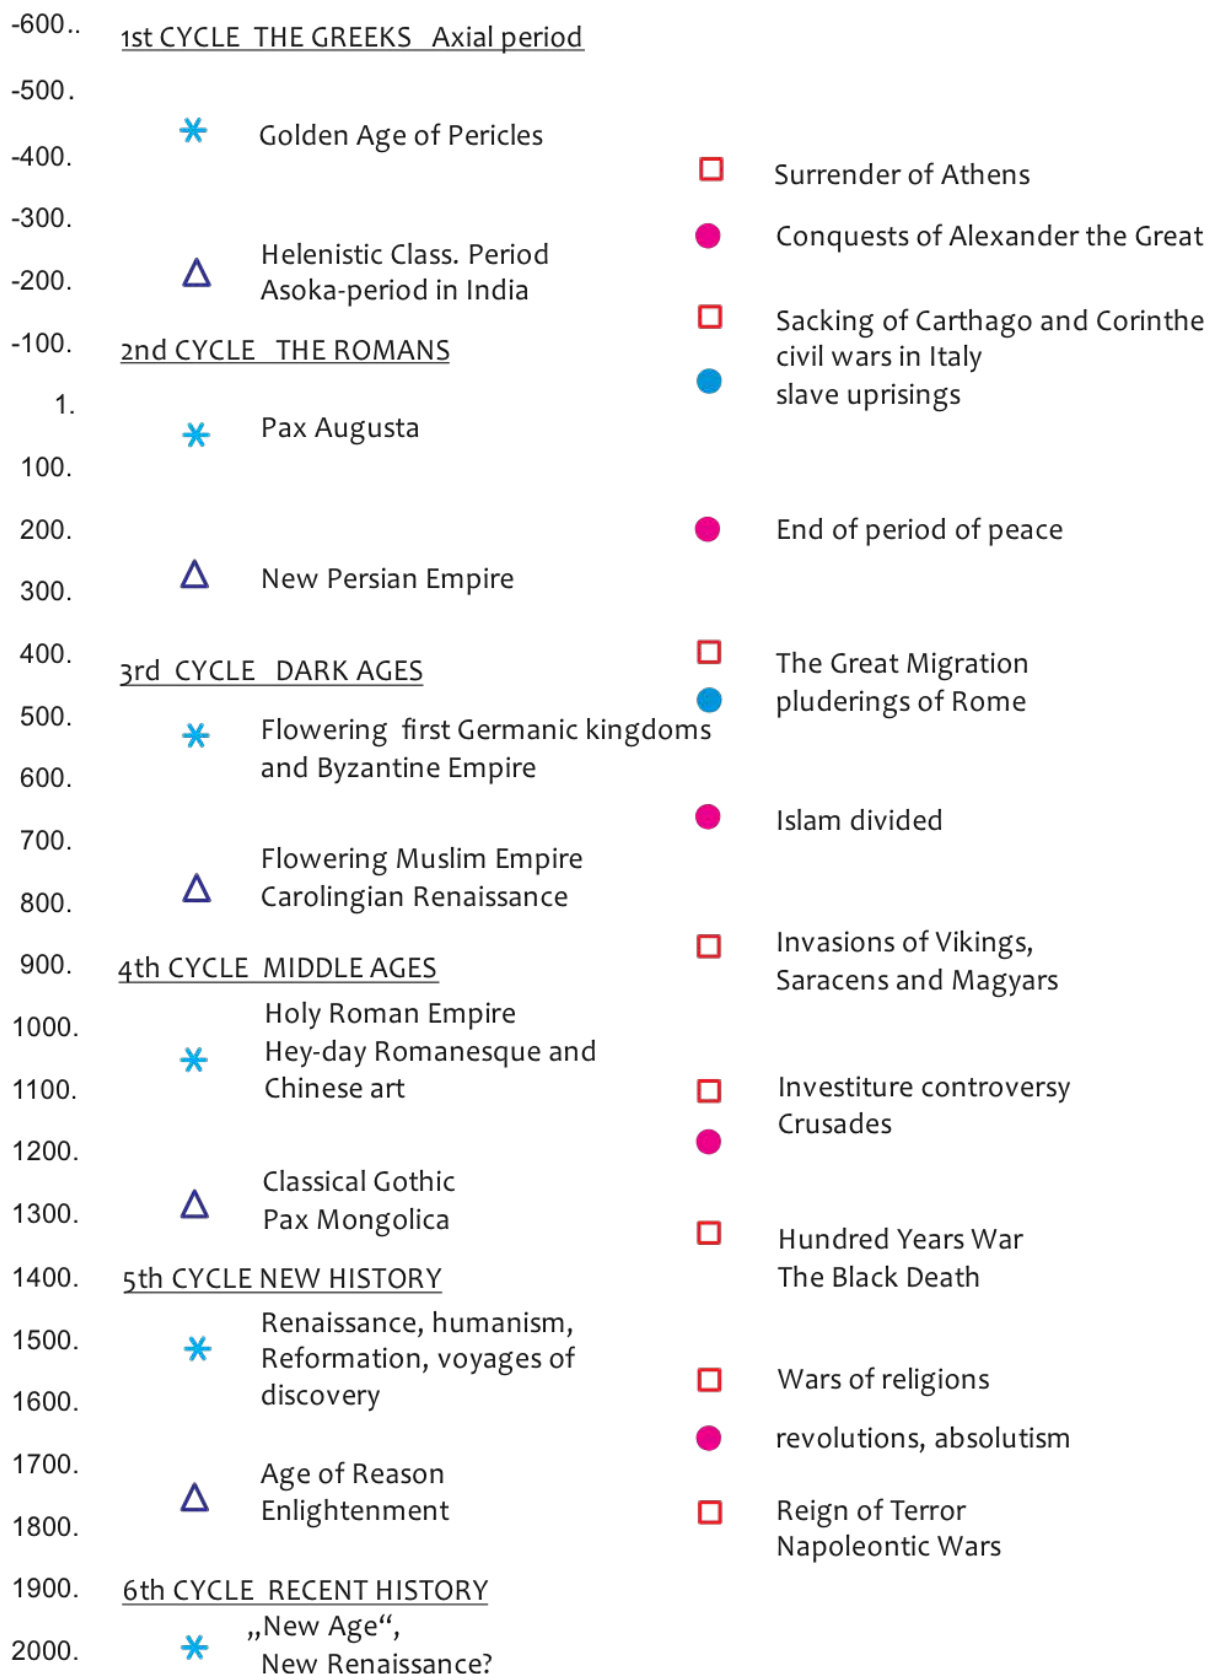 -600..
1st CYCLE THE GREEKS Axial period
-500.
Golden Age of Pericles
-400.
Surrender of Athens
-300.
Conquests of Alexander the Great
Helenistic Class. Period
-200.
Asoka-period in India
Sacking of Carthago and Corinthe
-100.
2nd CYCLE THE ROMANS
civil wars in Italy
slave uprisings
1.
Pax Augusta
100.
200.
End of period of peace
New Persian Empire
300.
400.
The Great Migration
3rd CYCLE DARK AGES
pluderings of Rome
500.
Flowering first Germanic kingdoms
and Byzantine Empire
600.
Islam divided
700.
Flowering Muslim Empire
Carolingian Renaissance
800.
Invasions of Vikings,
900.
4th CYCLE MIDDLE AGES
Saracens and Magyars
Holy Roman Empire
1000.
Hey-day Romanesque and
Chinese art
1100.
Investiture controversy
Crusades
1200.
Classical Gothic
1300.
Pax Mongolica
Hundred Years War
The Black Death
1400.
5th CYCLE NEW HISTORY
Renaissance, humanism,
1500.
Reformation, voyages of
discovery
Wars of religions
1600.
revolutions, absolutism
1700.
Age of Reason
Enlightenment
Reign of Terror
1800.
Napoleontic Wars
1900.
6th CYCLE RECENT HISTORY
„New Age“,
2000.
New Renaissance?